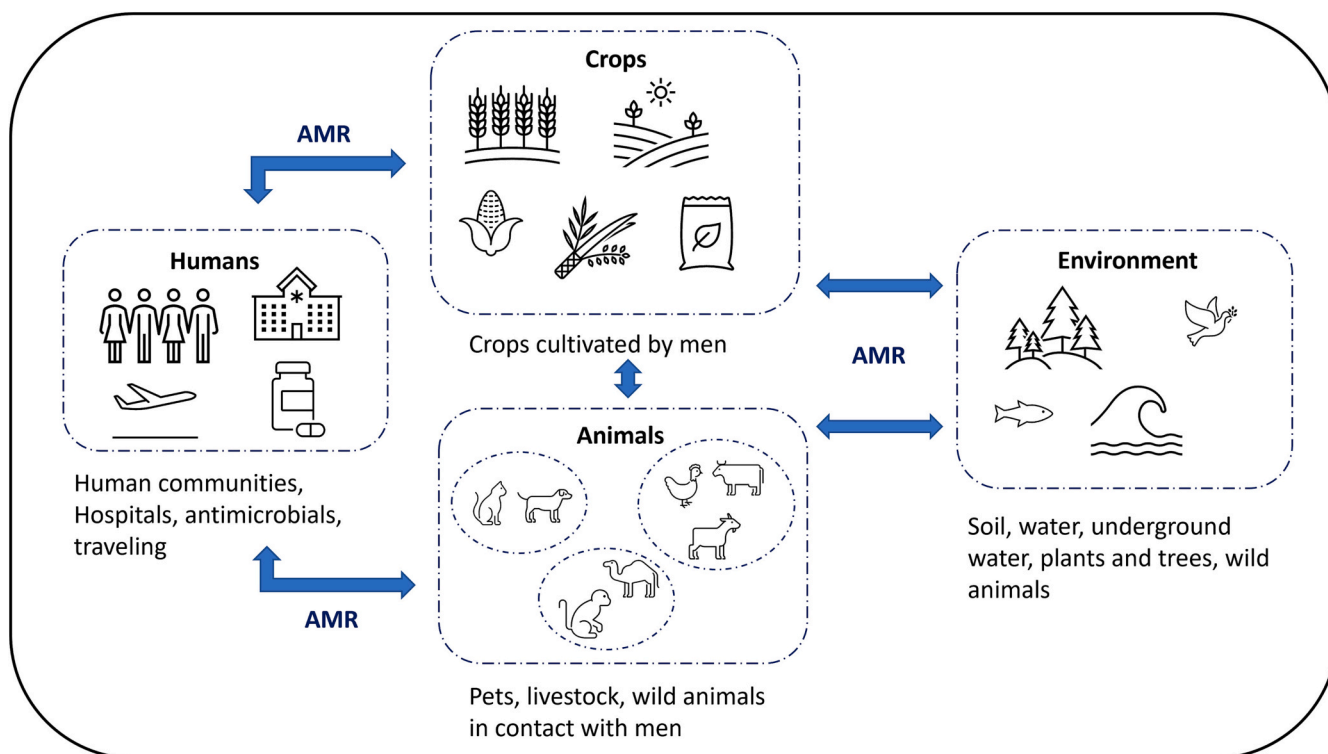 Crops
AMR
Humans
Environment
Crops cultivated by men
AMR
Animals
Human communities,
Hospitals, antimicrobials,
traveling
Soil, water, underground
water, plants and trees, wild
animals
AMR
Pets, livestock, wild animals
in contact with men